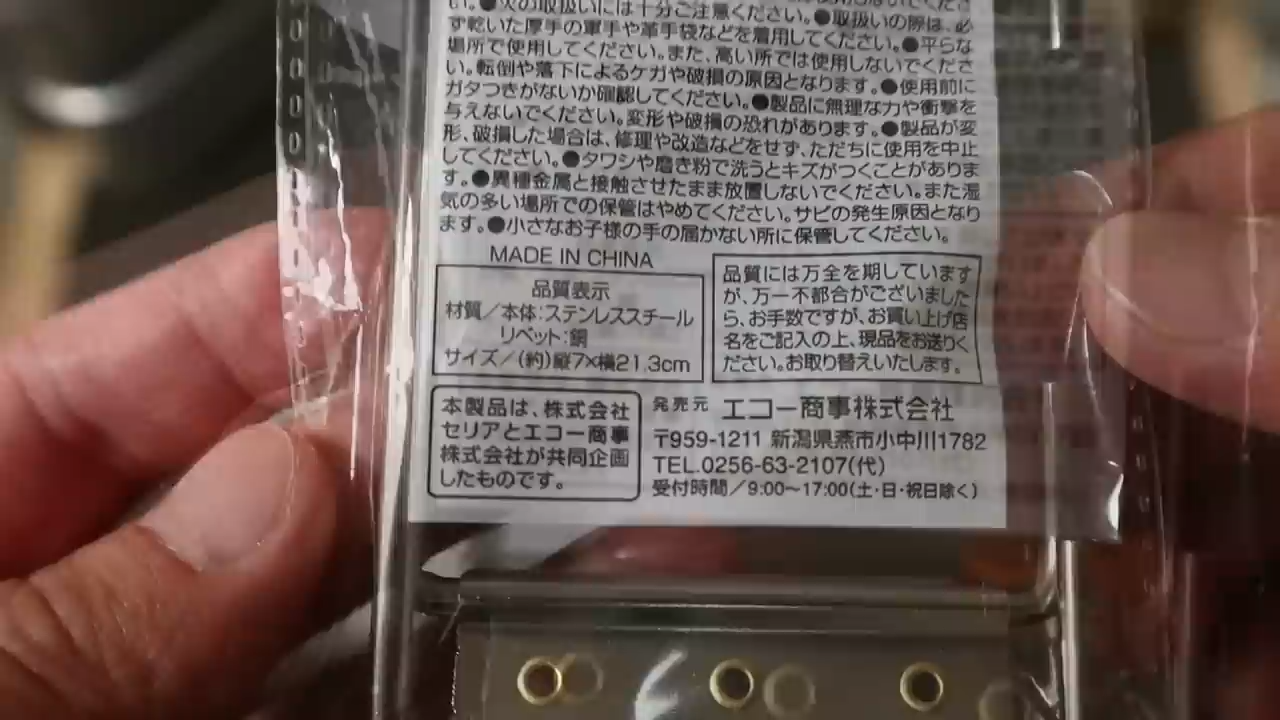 い。●火の取扱いには十分ご注意ください。●取扱いの際は、必
ず乾いた厚手の軍手や革手袋などを着用してください。●平らな
場所で使用してください。また、高い所では使用しないでくださ
い。転倒や落下によるケガや破損の原因となります。●使用前に
ガタつきがないか確認してください。●製品に無理な力や衝撃を
与えないでください。変形や破損の恐れがあります。●製品が変
形、破損した場合は、修理や改造などをせず、ただちに使用を中止
してください。●タワシや磨き粉で洗うとキズがつくことがありま
す。●異種金属と接触させたまま放置しないでください。また湿
気の多い場所での保管はやめてください。サビの発生原因となり
ます。●小さなお子様の手の届かない所に保管してください。
MADE IN CHINA
品質表示
材質／本体:ステンレススチール
リベット:銅
サイズ／(約)縦7×横21.3cm
品質には万全を期しています
が、万一不都合がございました
ら、お手数ですが、お買い上げ店
名をご記入の上、現品をお送りく
ださい。お取り替えいたします。
本製品は、株式会社
セリアとエコー商事
株式会社が共同企画
したものです。
発売元 エコー商事株式会社
〒959-1211 新潟県燕市小中川1782
TEL.0256-63-2107(代)
受付時間／9:00〜17:00(土・日・祝日除く)